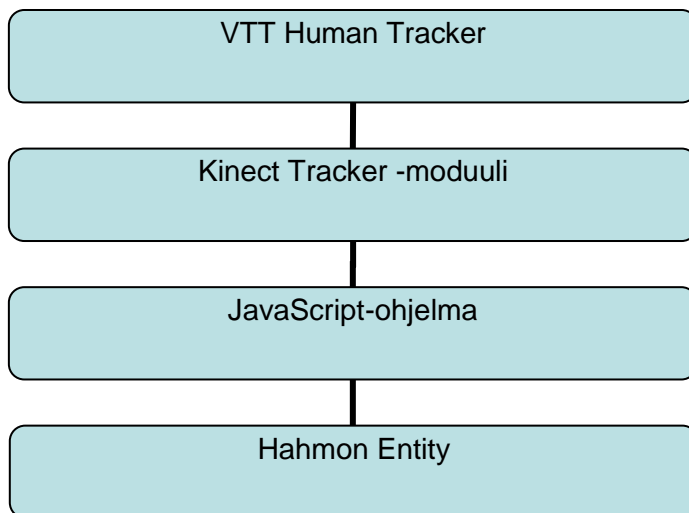 VTT Human Tracker
Kinect Tracker -moduuli
JavaScript-ohjelma
Hahmon Entity